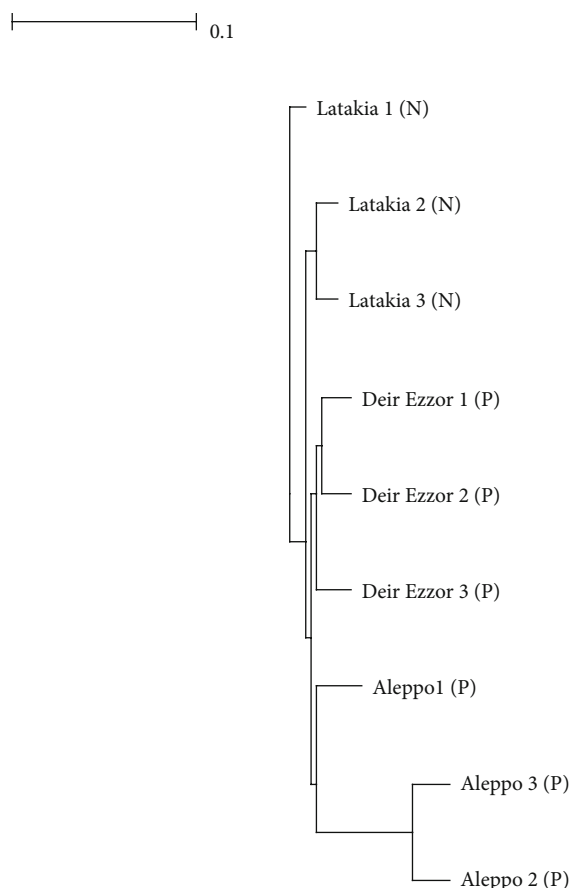 0.1
Latakia 1 (N)
Latakia 2 (N)
Latakia 3 (N)
Deir Ezzor 1 (P)
Deir Ezzor 2 (P)
Deir Ezzor 3 (P)
Aleppo1 (P)
Aleppo 3 (P)
Aleppo 2 (P)